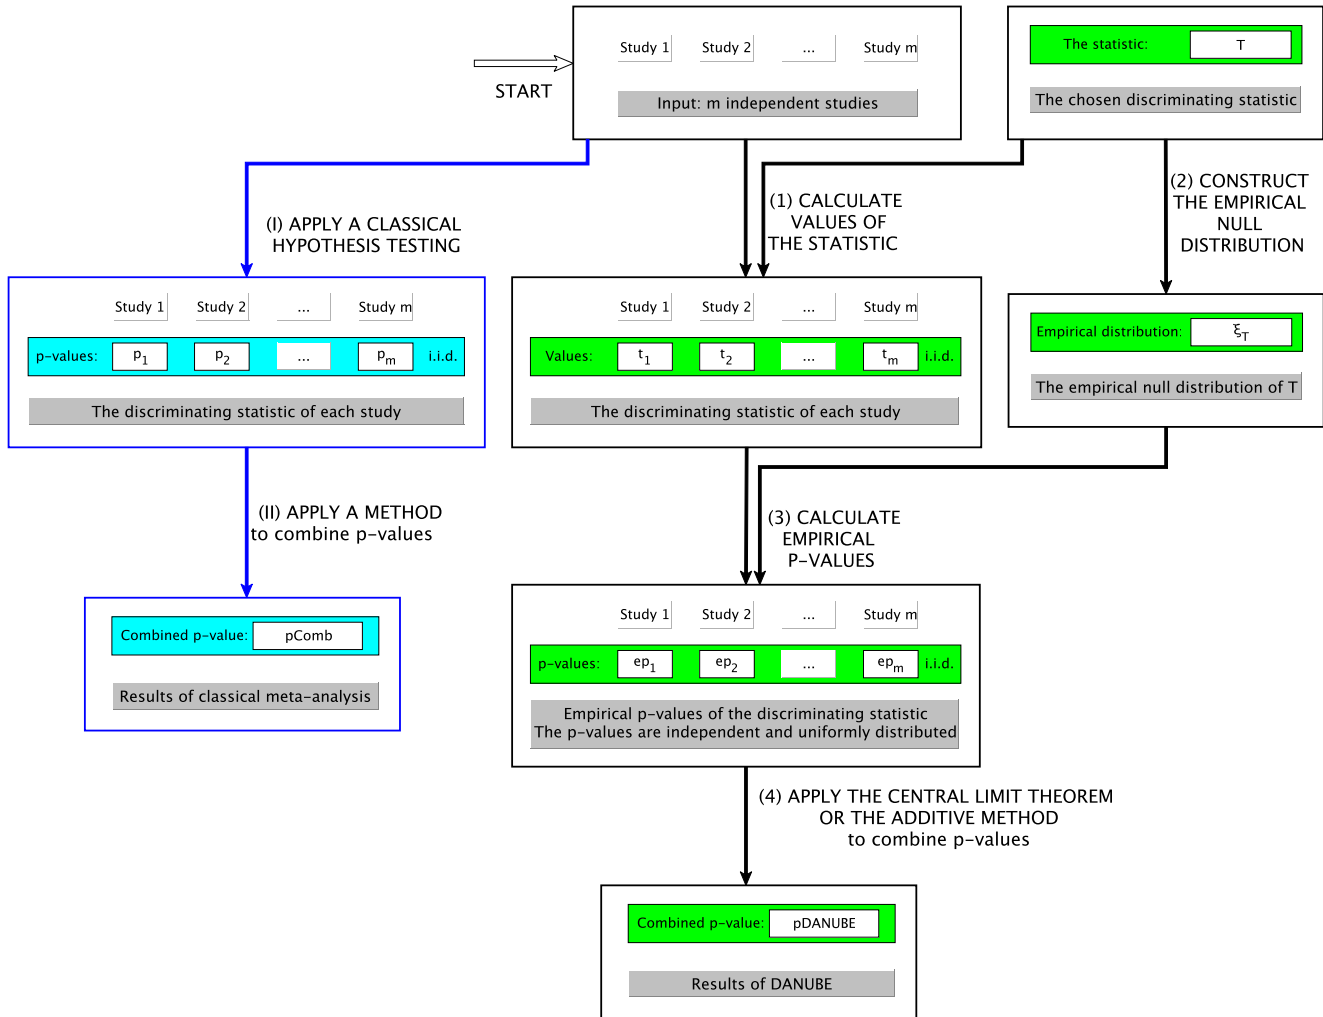 Study 1 Study 2 ... Study m
Input: m independent studies
START
The statistic: T
The chosen discriminating statistic
(I) APPLY A CLASSICAL
HYPOTHESIS TESTING
(1) CALCULATE
VALUES OF
THE STATISTIC
(2) CONSTRUCT
THE EMPIRICAL
NULL
DISTRIBUTION
Study 1 Study 2 ... Study m
p-values: p1 p2 ... pm i.i.d.
The discriminating statistic of each study
Study 1 Study 2 ... Study m
Values: t1 t2 ... tm i.i.d.
The discriminating statistic of each study
Empirical distribution: ξT
The empirical null distribution of T
(II) APPLY A METHOD
to combine p-values
(3) CALCULATE
EMPIRICAL
P-VALUES
Combined p-value: pComb
Results of classical meta-analysis
Study 1 Study 2 ... Study m
p-values: ep1 ep2 ... epm i.i.d.
Empirical p-values of the discriminating statistic
The p-values are independent and uniformly distributed
(4) APPLY THE CENTRAL LIMIT THEOREM
OR THE ADDITIVE METHOD
to combine p-values
Combined p-value: pDANUBE
Results of DANUBE